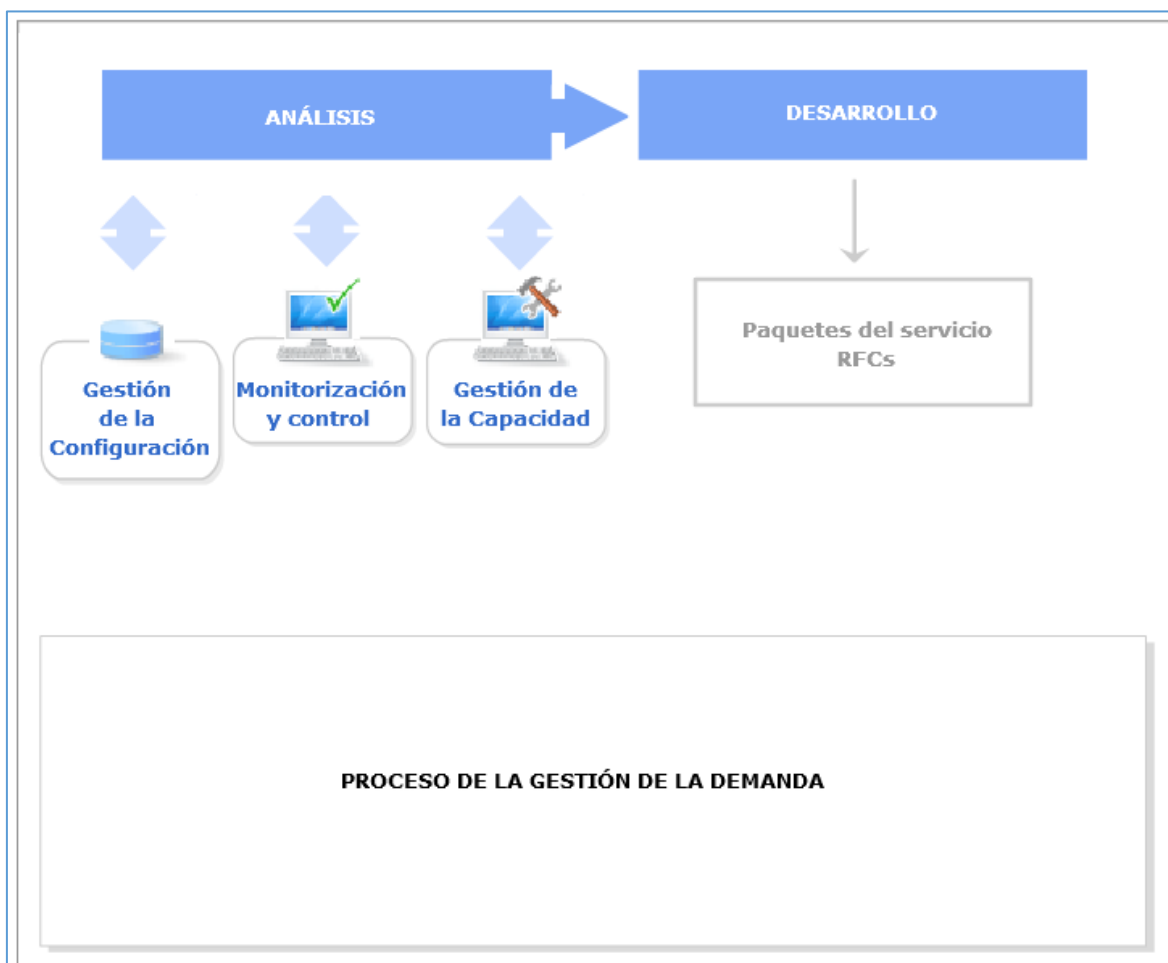 ANÁLISIS
DESARROLLO
Gestión
de la
Configuración
Monitorización
y control
Gestión de
la Capacidad
Paquetes del servicio
RFCs
PROCESO DE LA GESTIÓN DE LA DEMANDA